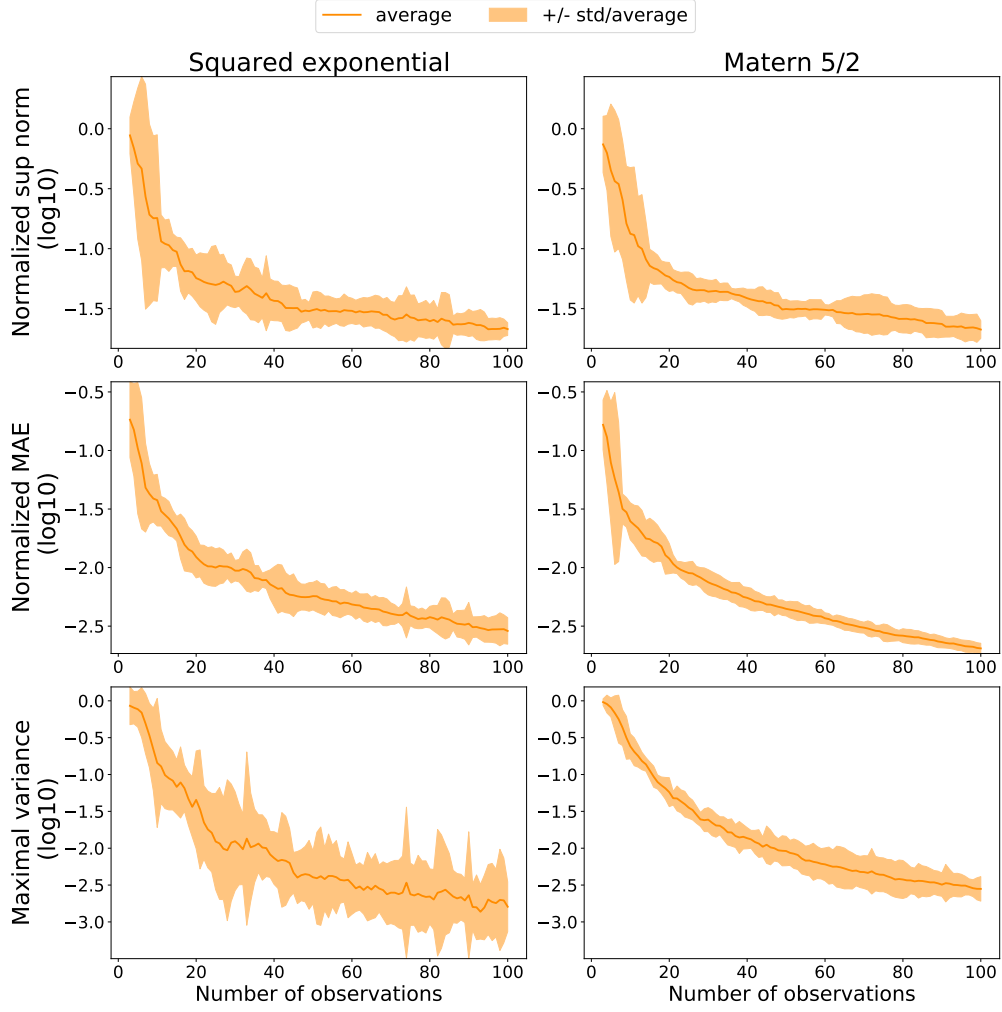 average +/- std/average
Squared exponential Matern 5/2
Normalized sup norm
(log10)
0.0
−0.5
−1.0
−1.5
0 20 40 60 80 100
0.0
−0.5
−1.0
−1.5
0 20 40 60 80 100
Normalized MAE
(log10)
−0.5
−1.0
−1.5
−2.0
−2.5
0 20 40 60 80 100
−0.5
−1.0
−1.5
−2.0
−2.5
0 20 40 60 80 100
Maximal variance
(log10)
0.0
−0.5
−1.0
−1.5
−2.0
−2.5
−3.0
0 20 40 60 80 100
Number of observations
0.0
−0.5
−1.0
−1.5
−2.0
−2.5
−3.0
0 20 40 60 80 100
Number of observations